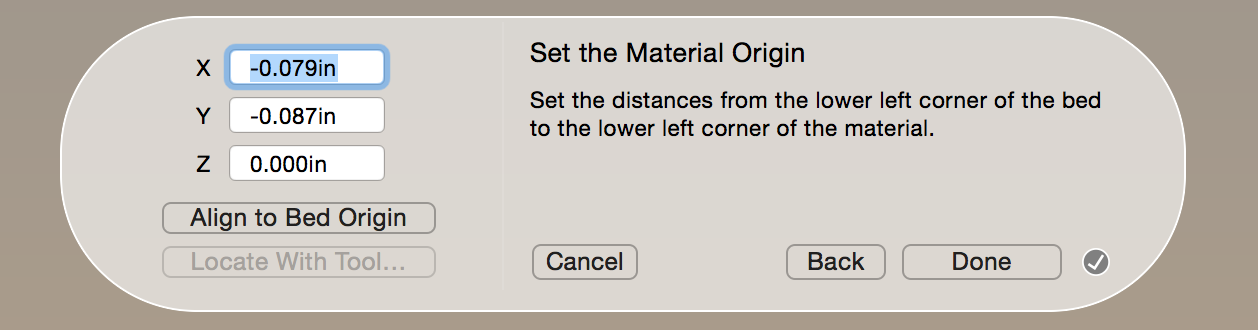 X -0.079in
Y -0.087in
Z 0.000in
Align to Bed Origin
Locate With Tool...
Set the Material Origin
Set the distances from the lower left corner of the bed
to the lower left corner of the material.
Cancel
Back
Done